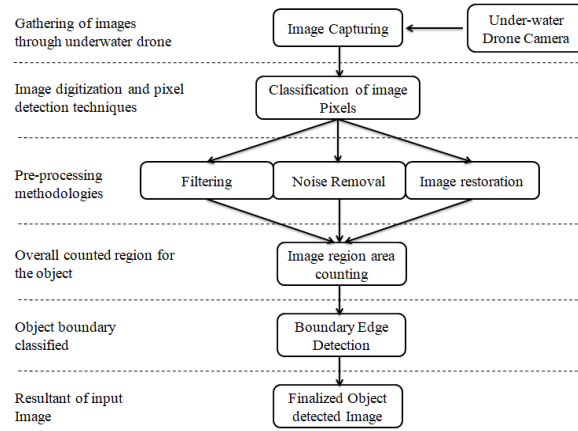 Gathering of images
through underwater drone
Image Capturing
Under-water
Drone Camera
Image digitization and pixel
detection techniques
Classification of image
Pixels
Pre-processing
methodologies
Filtering
Noise Removal
Image restoration
Overall counted region for
the object
Image region area
counting
Object boundary
classified
Boundary Edge
Detection
Resultant of input
Image
Finalized Object
detected Image